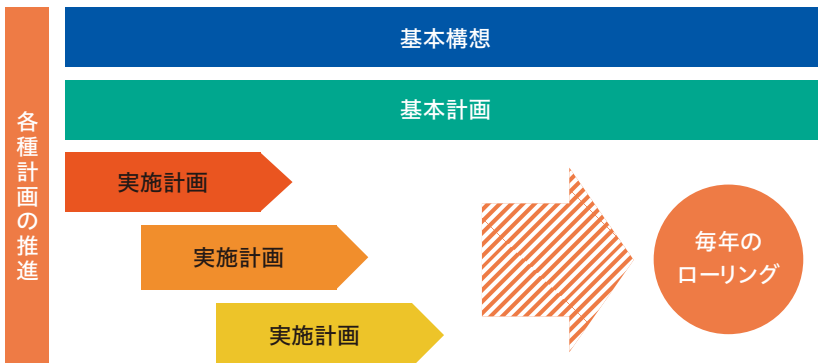 各種計画の推進
基本構想
基本計画
実施計画
実施計画
実施計画
毎年の
ローリング